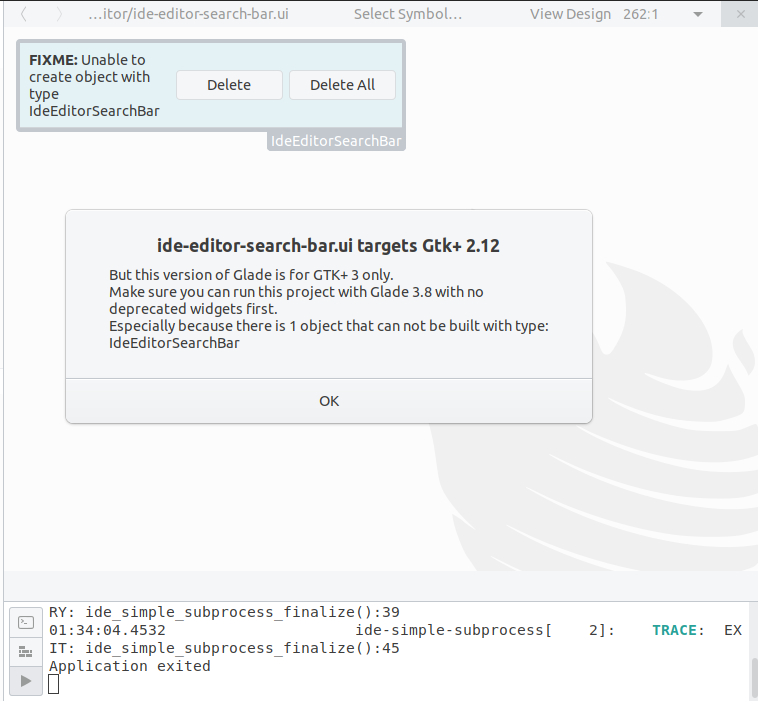 …itor/ide-editor-search-bar.ui Select Symbol… View Design 262:1
FIXME: Unable to
create object with
type
IdeEditorSearchBar
Delete Delete All
IdeEditorSearchBar
ide-editor-search-bar.ui targets Gtk+ 2.12
But this version of Glade is for GTK+ 3 only.
Make sure you can run this project with Glade 3.8 with no
deprecated widgets first.
Especially because there is 1 object that can not be built with type:
IdeEditorSearchBar
OK
RY: ide_simple_subprocess_finalize():39
01:34:04.4532 ide-simple-subprocess[ 2]: TRACE: EX
IT: ide_simple_subprocess_finalize():45
Application exited